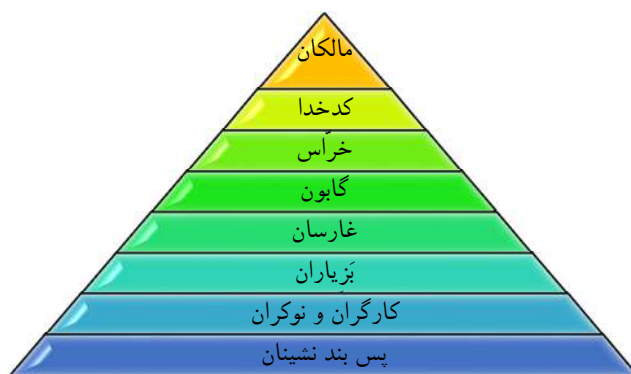 مالکان
کدخدا
خرّاس
گابون
غارسان
بَزیاران
کارگران و نوکران
پس بند نشینان